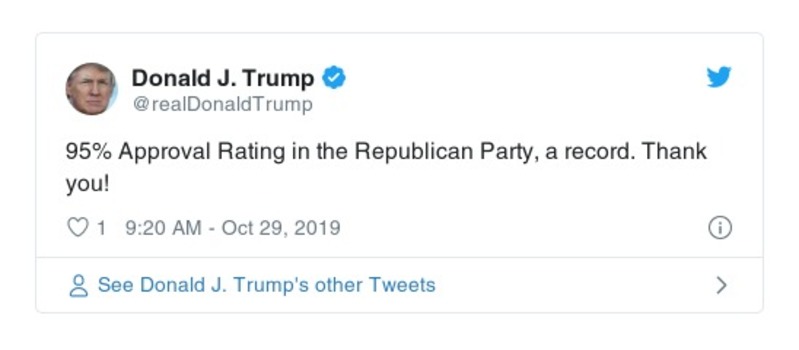 Donald J. Trump
@realDonaldTrump
95% Approval Rating in the Republican Party, a record. Thank
you!
1 9:20 AM - Oct 29, 2019
See Donald J. Trump's other Tweets